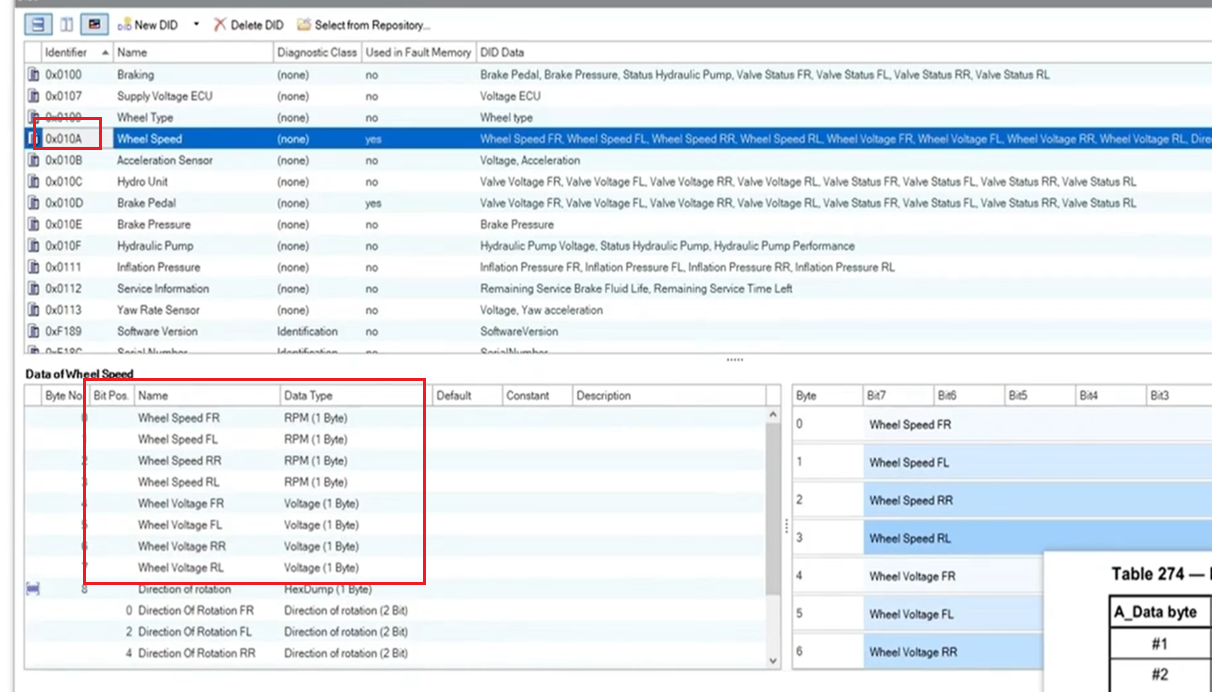 New DID Delete DID Select from Repository...
Identifier Name Diagnostic Class Used in Fault Memory DID Data
0x0100 Braking (none) no Brake Pedal, Brake Pressure, Status Hydraulic Pump, Valve Status FR, Valve Status FL, Valve Status RR, Valve Status RL
0x0107 Supply Voltage ECU (none) no Voltage ECU
0x0109 Wheel Type (none) no Wheel type
0x010A Wheel Speed (none) yes Wheel Speed FR, Wheel Speed FL, Wheel Speed RR, Wheel Speed RL, Wheel Voltage FR, Wheel Voltage FL, Wheel Voltage RR, Wheel Voltage RL, Dire
0x010B Acceleration Sensor (none) no Voltage, Acceleration
0x010C Hydro Unit (none) no Valve Voltage FR, Valve Voltage FL, Valve Voltage RR, Valve Voltage RL, Valve Status FR, Valve Status FL, Valve Status RR, Valve Status RL
0x010D Brake Pedal (none) yes Valve Voltage FR, Valve Voltage FL, Valve Voltage RR, Valve Voltage RL, Valve Status FR, Valve Status FL, Valve Status RR, Valve Status RL
0x010E Brake Pressure (none) no Brake Pressure
0x010F Hydraulic Pump (none) no Hydraulic Pump Voltage, Status Hydraulic Pump, Hydraulic Pump Performance
0x0111 Inflation Pressure (none) no Inflation Pressure FR, Inflation Pressure FL, Inflation Pressure RR, Inflation Pressure RL
0x0112 Service Information (none) no Remaining Service Brake Fluid Life, Remaining Service Time Left
0x0113 Yaw Rate Sensor (none) no Voltage, Yaw acceleration
0xF189 Software Version Identification no SoftwareVersion
0xF18C Serial Number Identification no SerialNumber
Data of Wheel Speed
Byte No. Bit Pos. Name Data Type Default Constant Description
Wheel Speed FR RPM (1 Byte)
Wheel Speed FL RPM (1 Byte)
2 Wheel Speed RR RPM (1 Byte)
3 Wheel Speed RL RPM (1 Byte)
4 Wheel Voltage FR Voltage (1 Byte)
5 Wheel Voltage FL Voltage (1 Byte)
6 Wheel Voltage RR Voltage (1 Byte)
7 Wheel Voltage RL Voltage (1 Byte)
8 Direction of rotation HexDump (1 Byte)
0 Direction Of Rotation FR Direction of rotation (2 Bit)
2 Direction Of Rotation FL Direction of rotation (2 Bit)
4 Direction Of Rotation RR Direction of rotation (2 Bit)
Byte Bit7 Bit6 Bit5 Bit4 Bit3
0 Wheel Speed FR
1 Wheel Speed FL
2 Wheel Speed RR
3 Wheel Speed RL
4 Wheel Voltage FR
5 Wheel Voltage FL
6 Wheel Voltage RR
Table 274 —
A_Data byte
#1
#2